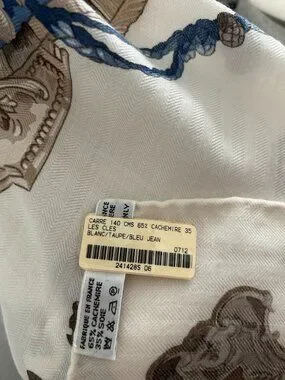 CARRE 140 CMS 65% CACHEMIRE 35
LES CLES
BLANC/TAUPE/BLEU JEAN
0712
241428S 06
FABRIQUE EN FRANCE
65% CACHEMIRE
35% SOIE